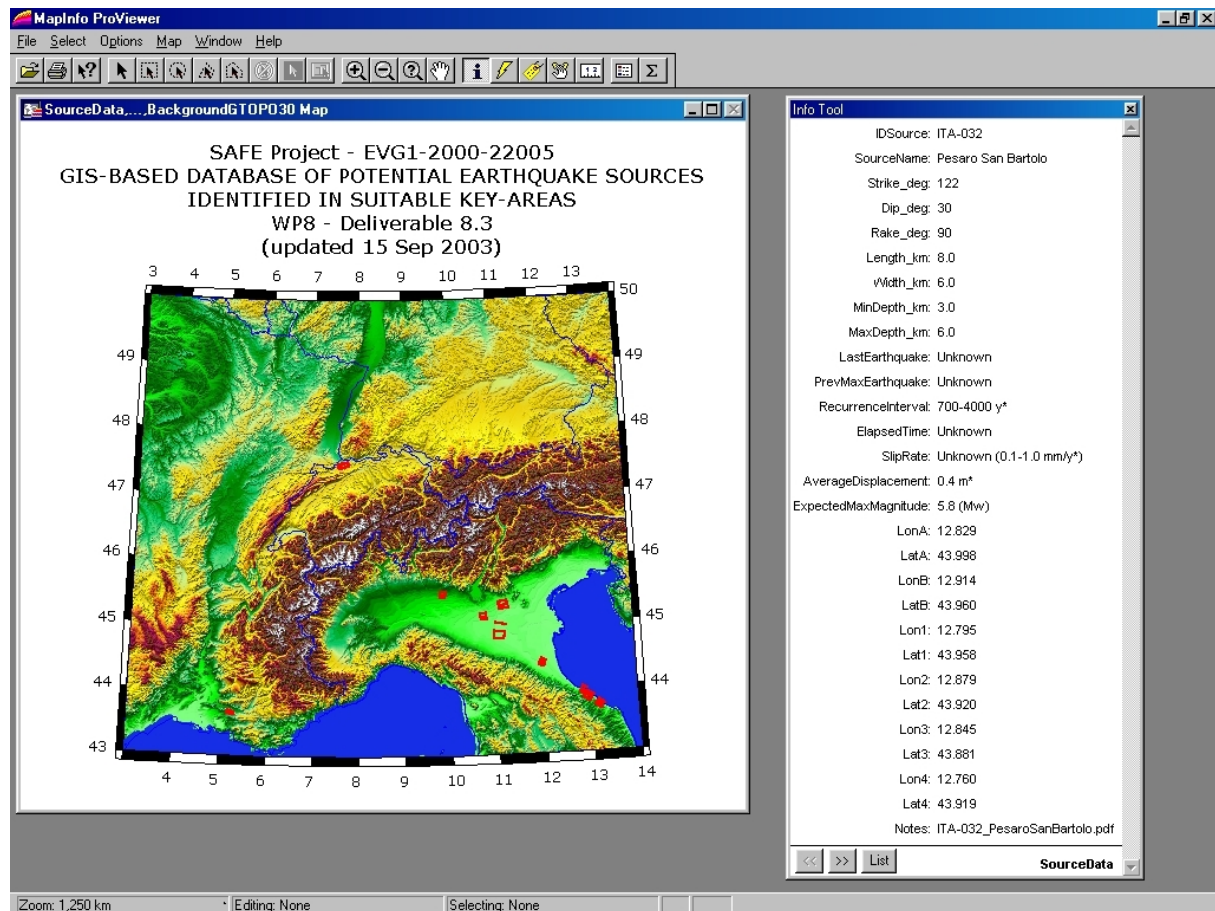 MapInfo ProViewer
File Select Options Map Window Help
SourceData,...,BackgroundGTOPO30 Map
SAFE Project - EVG1-2000-22005
GIS-BASED DATABASE OF POTENTIAL EARTHQUAKE SOURCES
IDENTIFIED IN SUITABLE KEY-AREAS
WP8 - Deliverable 8.3
(updated 15 Sep 2003)
3 4 5 6 7 8 9 10 11 12 13
50
49 49
48 48
47 47
46 46
45 45
44 44
43
4 5 6 7 8 9 10 11 12 13 14
Info Tool
IDSource: ITA-032
SourceName: Pesaro San Bartolo
Strike_deg: 122
Dip_deg: 30
Rake_deg: 90
Length_km: 8.0
Width_km: 6.0
MinDepth_km: 3.0
MaxDepth_km: 6.0
LastEarthquake: Unknown
PrevMaxEarthquake: Unknown
RecurrenceInterval: 700-4000 y*
ElapsedTime: Unknown
SlipRate: Unknown (0.1-1.0 mm/y*)
AverageDisplacement: 0.4 m*
ExpectedMaxMagnitude: 5.8 (Mw)
LonA: 12.829
LatA: 43.998
LonB: 12.914
LatB: 43.960
Lon1: 12.795
Lat1: 43.958
Lon2: 12.879
Lat2: 43.920
Lon3: 12.845
Lat3: 43.881
Lon4: 12.760
Lat4: 43.919
Notes: ITA-032_PesaroSanBartolo.pdf
<< >> List SourceData
Zoom: 1,250 km Editing: None Selecting: None